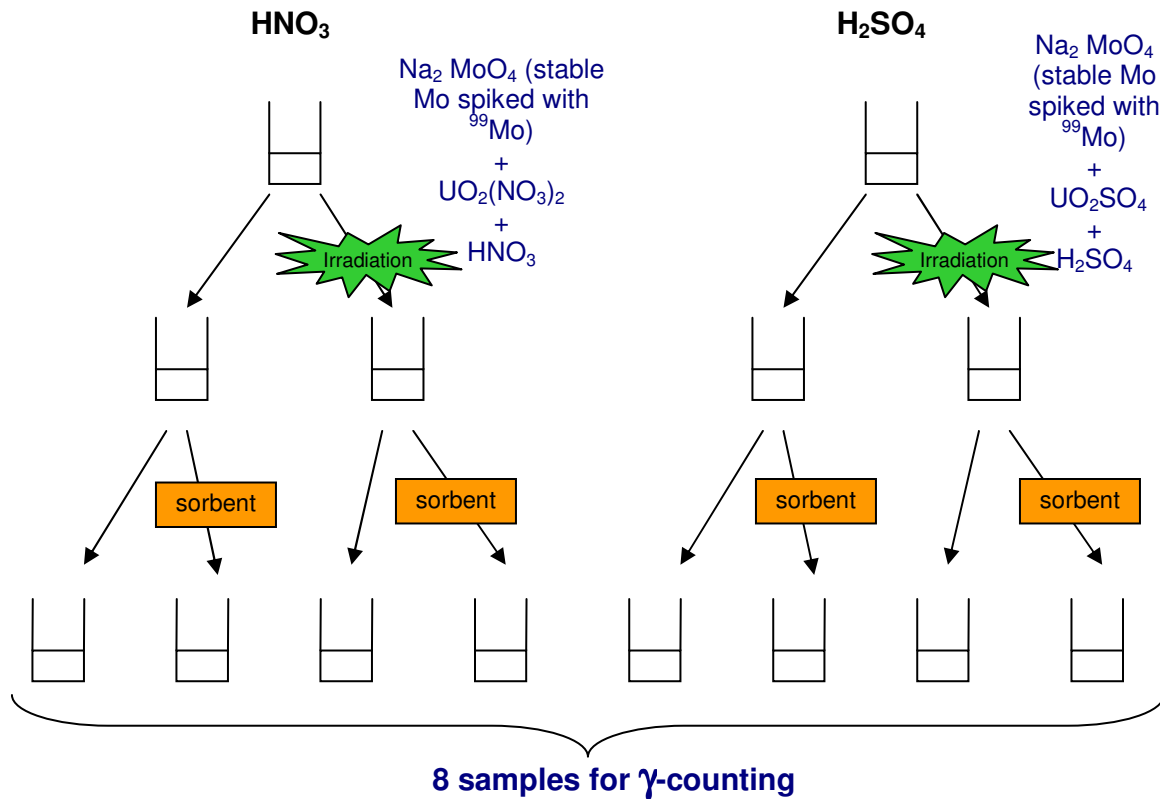 HNO₃
Na₂ MoO₄ (stable
Mo spiked with
⁹⁹Mo)
+
UO₂(NO₃)₂
+
HNO₃
Irradiation
H₂SO₄
Na₂ MoO₄
(stable Mo
spiked with
⁹⁹Mo)
+
UO₂SO₄
+
H₂SO₄
Irradiation
sorbent
sorbent
sorbent
sorbent
8 samples for γ-counting